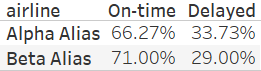 airline On-time Delayed
Alpha Alias 66.27% 33.73%
Beta Alias 71.00% 29.00%